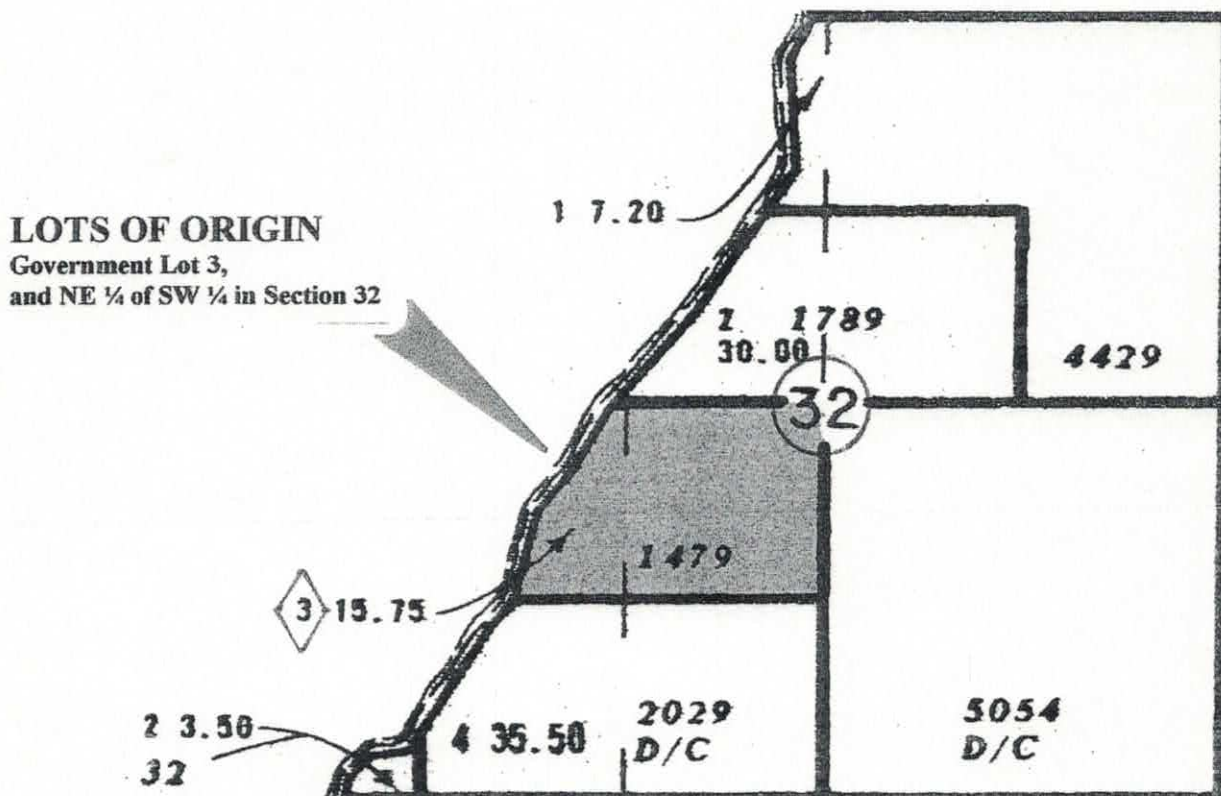 LOTS OF ORIGIN
Government Lot 3,
and NE ¼ of SW ¼ in Section 32
1 7.20
2 1789
30.00
4429
32
1479
3 15.75
2 3.50
32
4 35.50
2029
D/C
5054
D/C